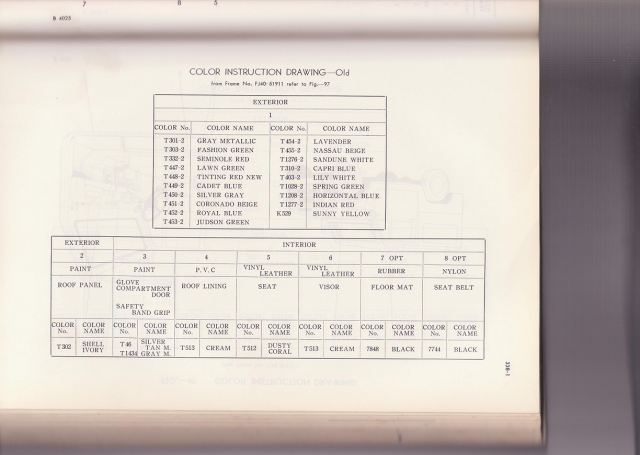 7 8 5
B 4025
COLOR INSTRUCTION DRAWING—Old
from Frame No. FJ40-51911 refer to Fig.—97
EXTERIOR
1
COLOR No. COLOR NAME COLOR No. COLOR NAME
T301-2 GRAY METALLIC T454-2 LAVENDER
T303-2 FASHION GREEN T455-2 NASSAU BEIGE
T332-2 SEMINOLE RED T1276-2 SANDUNE WHITE
T447-2 LAWN GREEN T310-2 CAPRI BLUE
T448-2 TINTING RED NEW T403-2 LILY WHITE
T449-2 CADET BLUE T1028-2 SPRING GREEN
T450-2 SILVER GRAY T1208-2 HORIZONTAL BLUE
T451-2 CORONADO BEIGE T1277-2 INDIAN RED
T452-2 ROYAL BLUE K529 SUNNY YELLOW
T453-2 JUDSON GREEN
EXTERIOR INTERIOR
2 3 4 5 6 7 OPT 8 OPT
PAINT PAINT P.V.C VINYL LEATHER VINYL LEATHER RUBBER NYLON
ROOF PANEL GLOVE COMPARTMENT DOOR SAFETY BAND GRIP ROOF LINING SEAT VISOR FLOOR MAT SEAT BELT
COLOR No. COLOR NAME COLOR No. COLOR NAME COLOR No. COLOR NAME COLOR No. COLOR NAME COLOR No. COLOR NAME COLOR No. COLOR NAME COLOR No. COLOR NAME
T302 SHELL IVORY T46 SILVER TAN M. T1434 GRAY M. T513 CREAM T512 DUSTY CORAL T513 CREAM 7848 BLACK 7744 BLACK
238-1